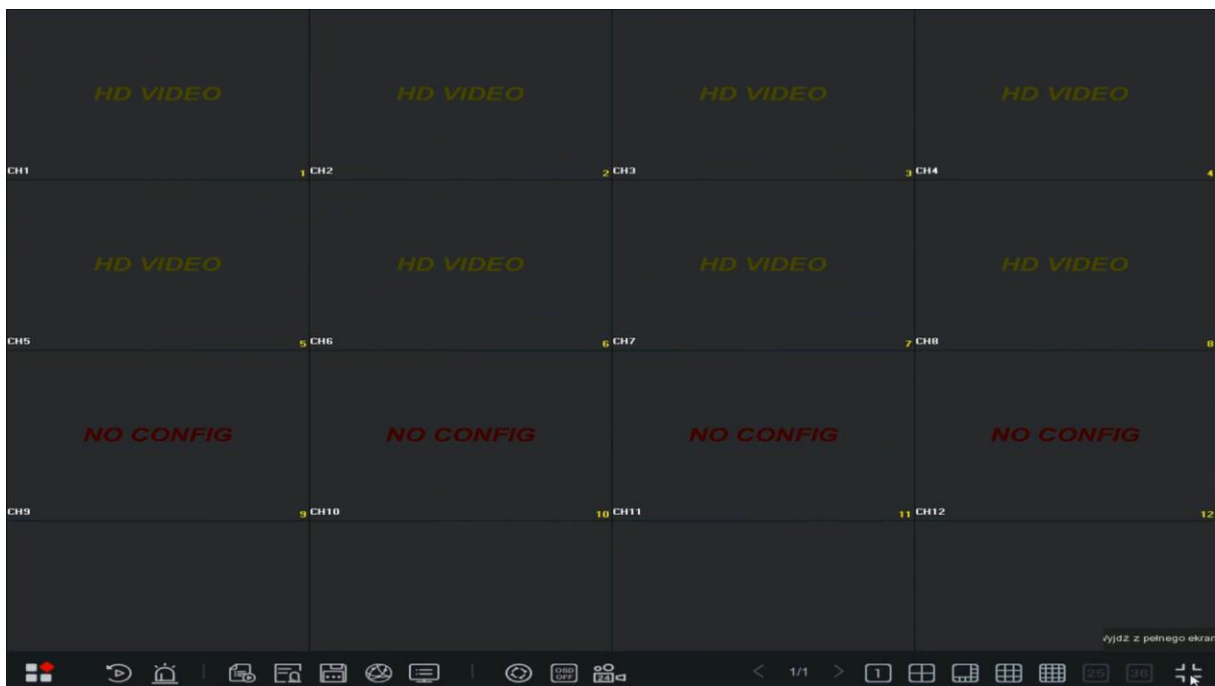 HD VIDEO HD VIDEO HD VIDEO HD VIDEO
CH1 1 CH2 2 CH3 3 CH4 4
HD VIDEO HD VIDEO HD VIDEO HD VIDEO
CH5 5 CH6 6 CH7 7 CH8 8
NO CONFIG NO CONFIG NO CONFIG NO CONFIG
CH9 9 CH10 10 CH11 11 CH12 12
z pełnego
OSD OFF 24 < 1/1 > 1 25 36